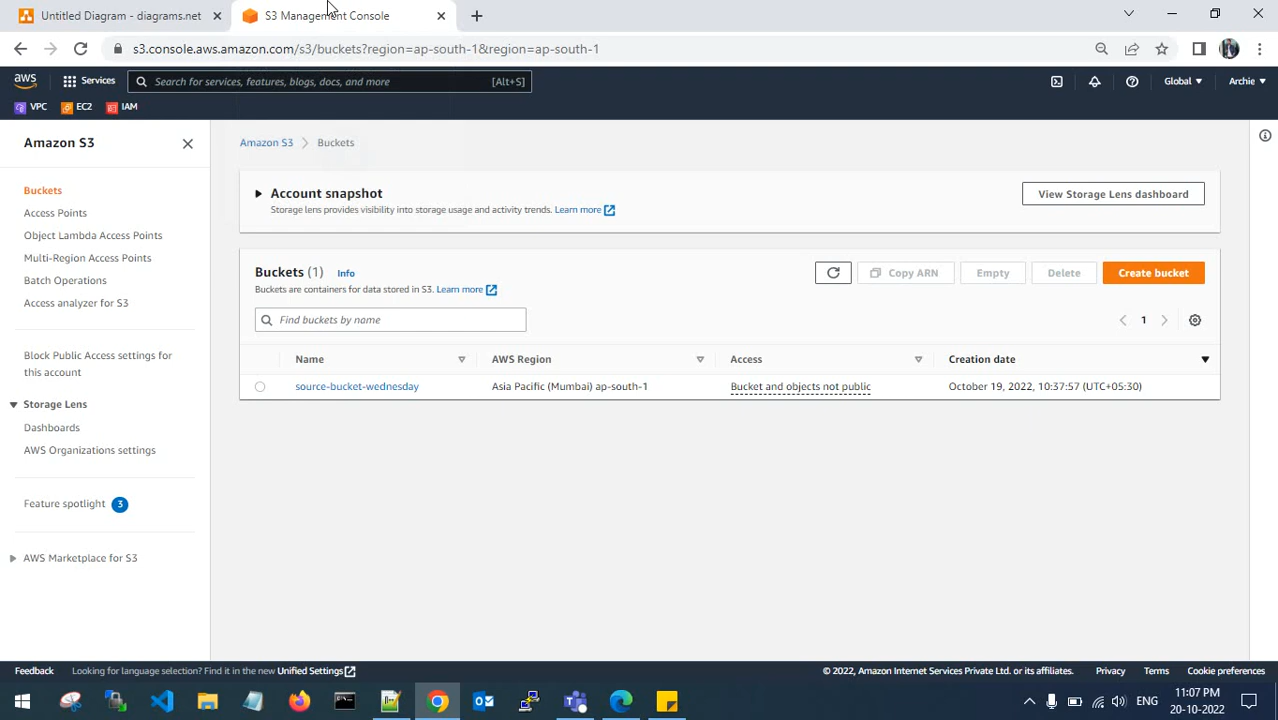 Untitled Diagram - diagrams.net
S3 Management Console
s3.console.aws.amazon.com/s3/buckets?region=ap-south-1&region=ap-south-1
aws
Services
Search for services, features, blogs, docs, and more
[Alt+S]
Global
Archie
VPC
EC2
IAM
Amazon S3
Buckets
Access Points
Object Lambda Access Points
Multi-Region Access Points
Batch Operations
Access analyzer for S3
Block Public Access settings for
this account
Storage Lens
Dashboards
AWS Organizations settings
Feature spotlight 3
AWS Marketplace for S3
Amazon S3
Buckets
Account snapshot
Storage lens provides visibility into storage usage and activity trends. Learn more
View Storage Lens dashboard
Buckets (1) Info
Buckets are containers for data stored in S3. Learn more
Copy ARN
Empty
Delete
Create bucket
Find buckets by name
1
Name
AWS Region
Access
Creation date
source-bucket-wednesday
Asia Pacific (Mumbai) ap-south-1
Bucket and objects not public
October 19, 2022, 10:37:57 (UTC+05:30)
Feedback
Looking for language selection? Find it in the new Unified Settings
© 2022, Amazon Internet Services Private Ltd. or its affiliates.
Privacy
Terms
Cookie preferences
ENG
11:07 PM
20-10-2022